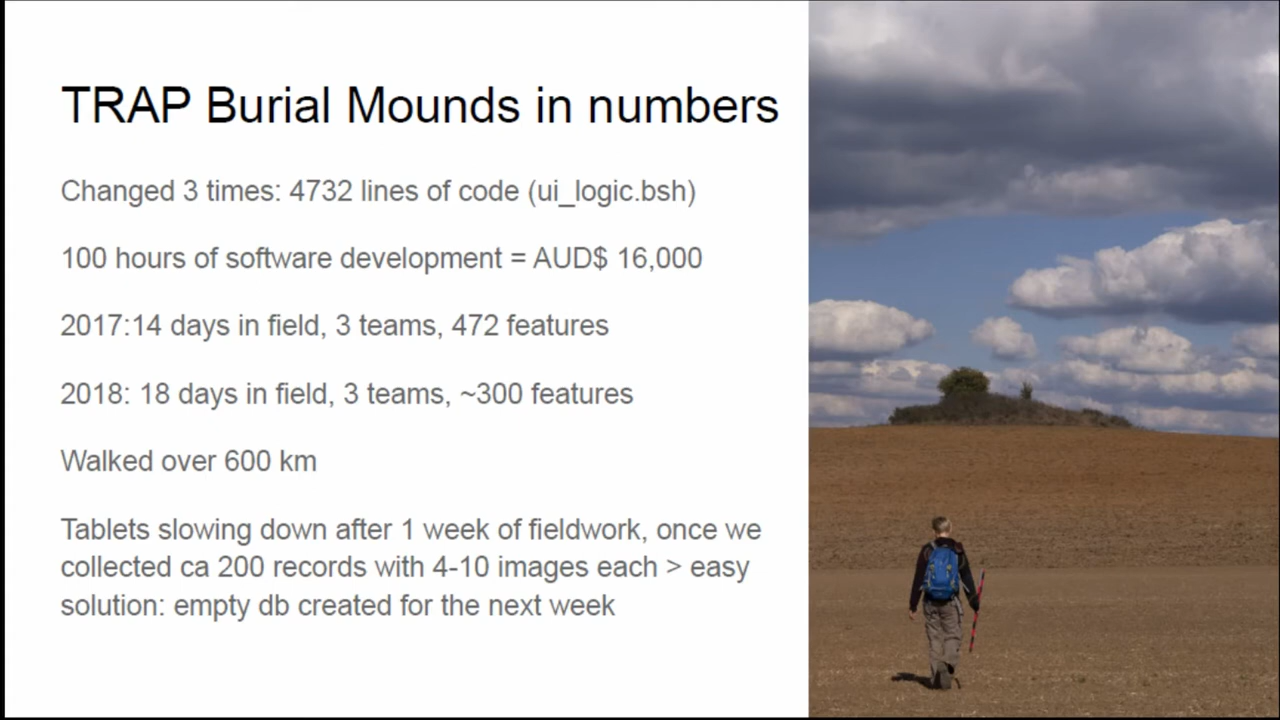 TRAP Burial Mounds in numbers
Changed 3 times: 4732 lines of code (ui_logic.bsh)
100 hours of software development = AUD$ 16,000
2017:14 days in field, 3 teams, 472 features
2018: 18 days in field, 3 teams, ~300 features
Walked over 600 km
Tablets slowing down after 1 week of fieldwork, once we
collected ca 200 records with 4-10 images each > easy
solution: empty db created for the next week